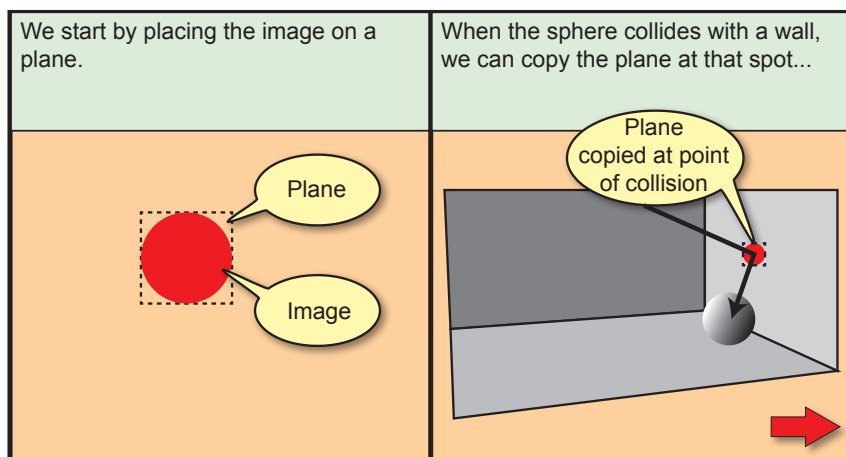 We start by placing the image on a
plane.
When the sphere collides with a wall,
we can copy the plane at that spot...
Plane
Image
Plane
copied at point
of collision